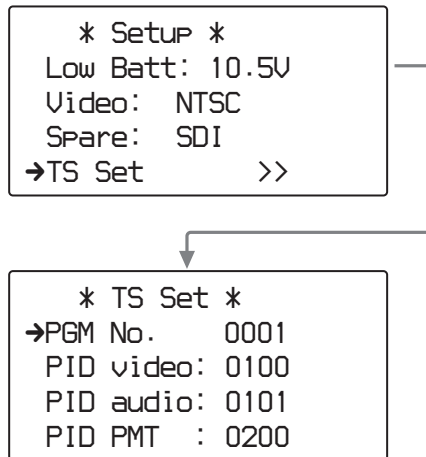 * Setup *
Low Batt: 10.5V
Video: NTSC
Spare: SDI
→TS Set >>
* TS Set *
→PGM No. 0001
PID video: 0100
PID audio: 0101
PID PMT : 0200